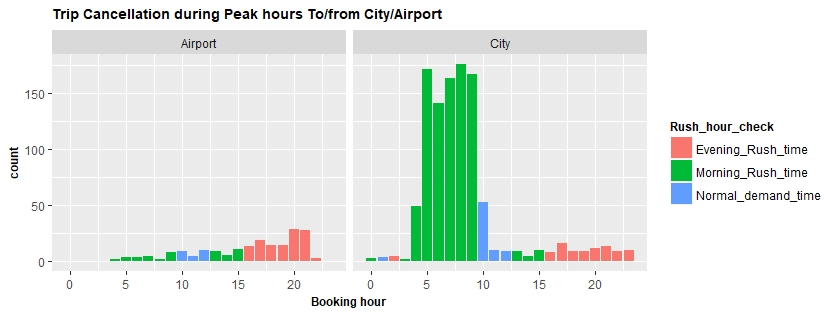 Trip Cancellation during Peak hours To/from City/Airport
Airport
City
150
100
50
0
count
0
5
10
15
20
0
5
10
15
20
Booking hour
Rush_hour_check
Evening_Rush_time
Morning_Rush_time
Normal_demand_time